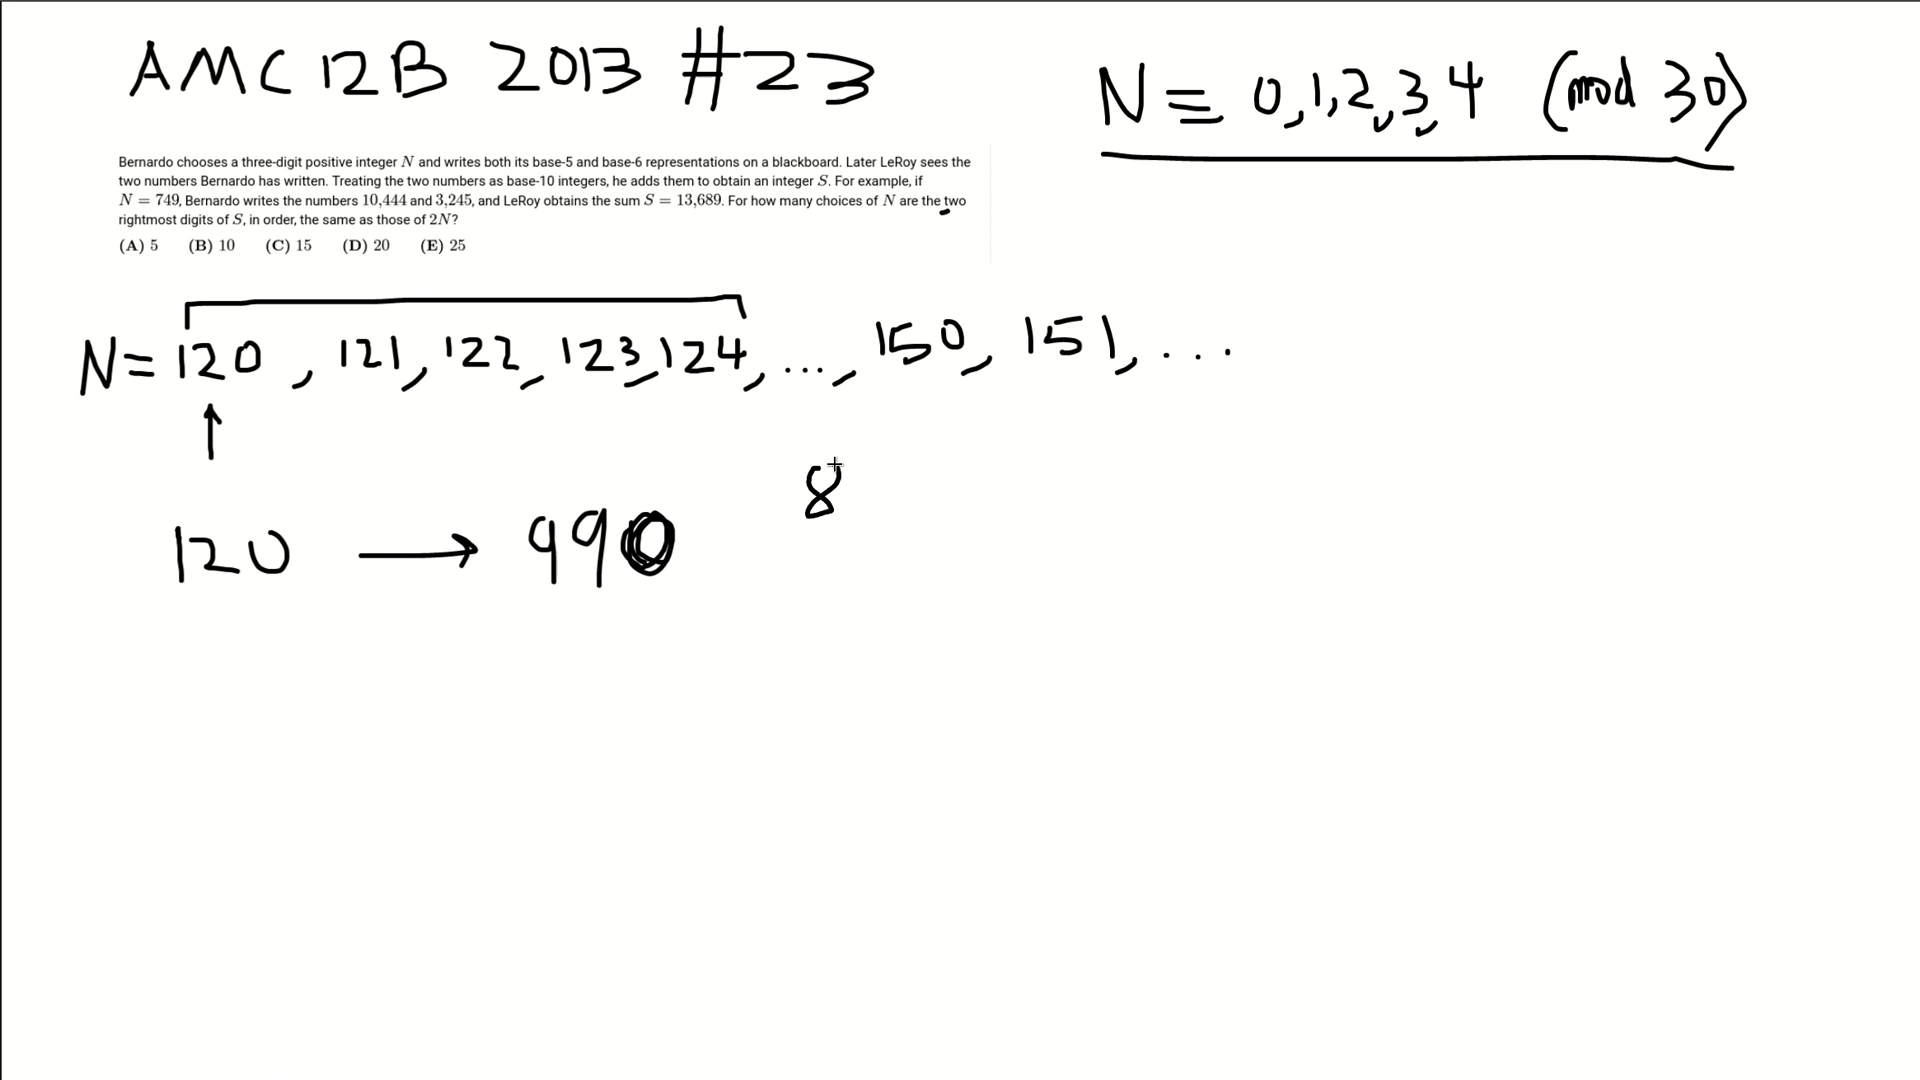 AMC 12B 2013 #23
N ≡ 0,1,2,3,4 (mod 30)
Bernardo chooses a three-digit positive integer N and writes both its base-5 and base-6 representations on a blackboard. Later LeRoy sees the
two numbers Bernardo has written. Treating the two numbers as base-10 integers, he adds them to obtain an integer S. For example, if
N = 749, Bernardo writes the numbers 10,444 and 3,245, and LeRoy obtains the sum S = 13,689. For how many choices of N are the two
rightmost digits of S, in order, the same as those of 2N?
(A) 5 (B) 10 (C) 15 (D) 20 (E) 25
N = 120, 121, 122, 123, 124, ..., 150, 151, ...
8
120 → 990